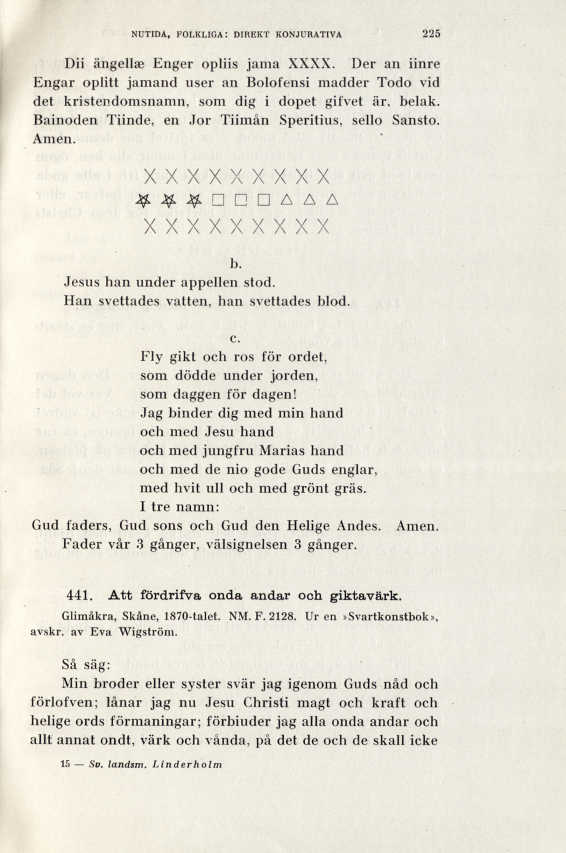 NUTIDA, FOLKLIGA: DIREKT KONJURATIVA 225
Dii ängellæ Enger opliis jama XXXX. Der an iinre
Engar oplitt jamand user an Bolofensi madder Todo vid
det kristendomsnamn, som dig i dopet gifvet är, belak.
Bainoden Tiinde, en Jor Tiimån Speritius, sello Sansto.
Amen.
X X X X X X X X X
⛧ ⛧ ⛧ □ □ □ △ △ △
X X X X X X X X X
b.
Jesus han under appellen stod.
Han svettades vatten, han svettades blod.
c.
Fly gikt och ros för ordet,
som dödde under jorden,
som daggen för dagen!
Jag binder dig med min hand
och med Jesu hand
och med jungfru Marias hand
och med de nio gode Guds englar,
med hvit ull och med grönt gräs.
I tre namn:
Gud faders, Gud sons och Gud den Helige Andes. Amen.
Fader vår 3 gånger, välsignelsen 3 gånger.
441. Att fördrifva onda andar och giktavärk.
Glimåkra, Skåne, 1870-talet. NM. F. 2128. Ur en »Svartkonstbok»,
avskr. av Eva Wigström.
Så säg:
Min broder eller syster svär jag igenom Guds nåd och
förlofven; lånar jag nu Jesu Christi magt och kraft och
helige ords förmaningar; förbiuder jag alla onda andar och
allt annat ondt, värk och vånda, på det de och de skall icke
15 — Sv. landsm. Linderholm